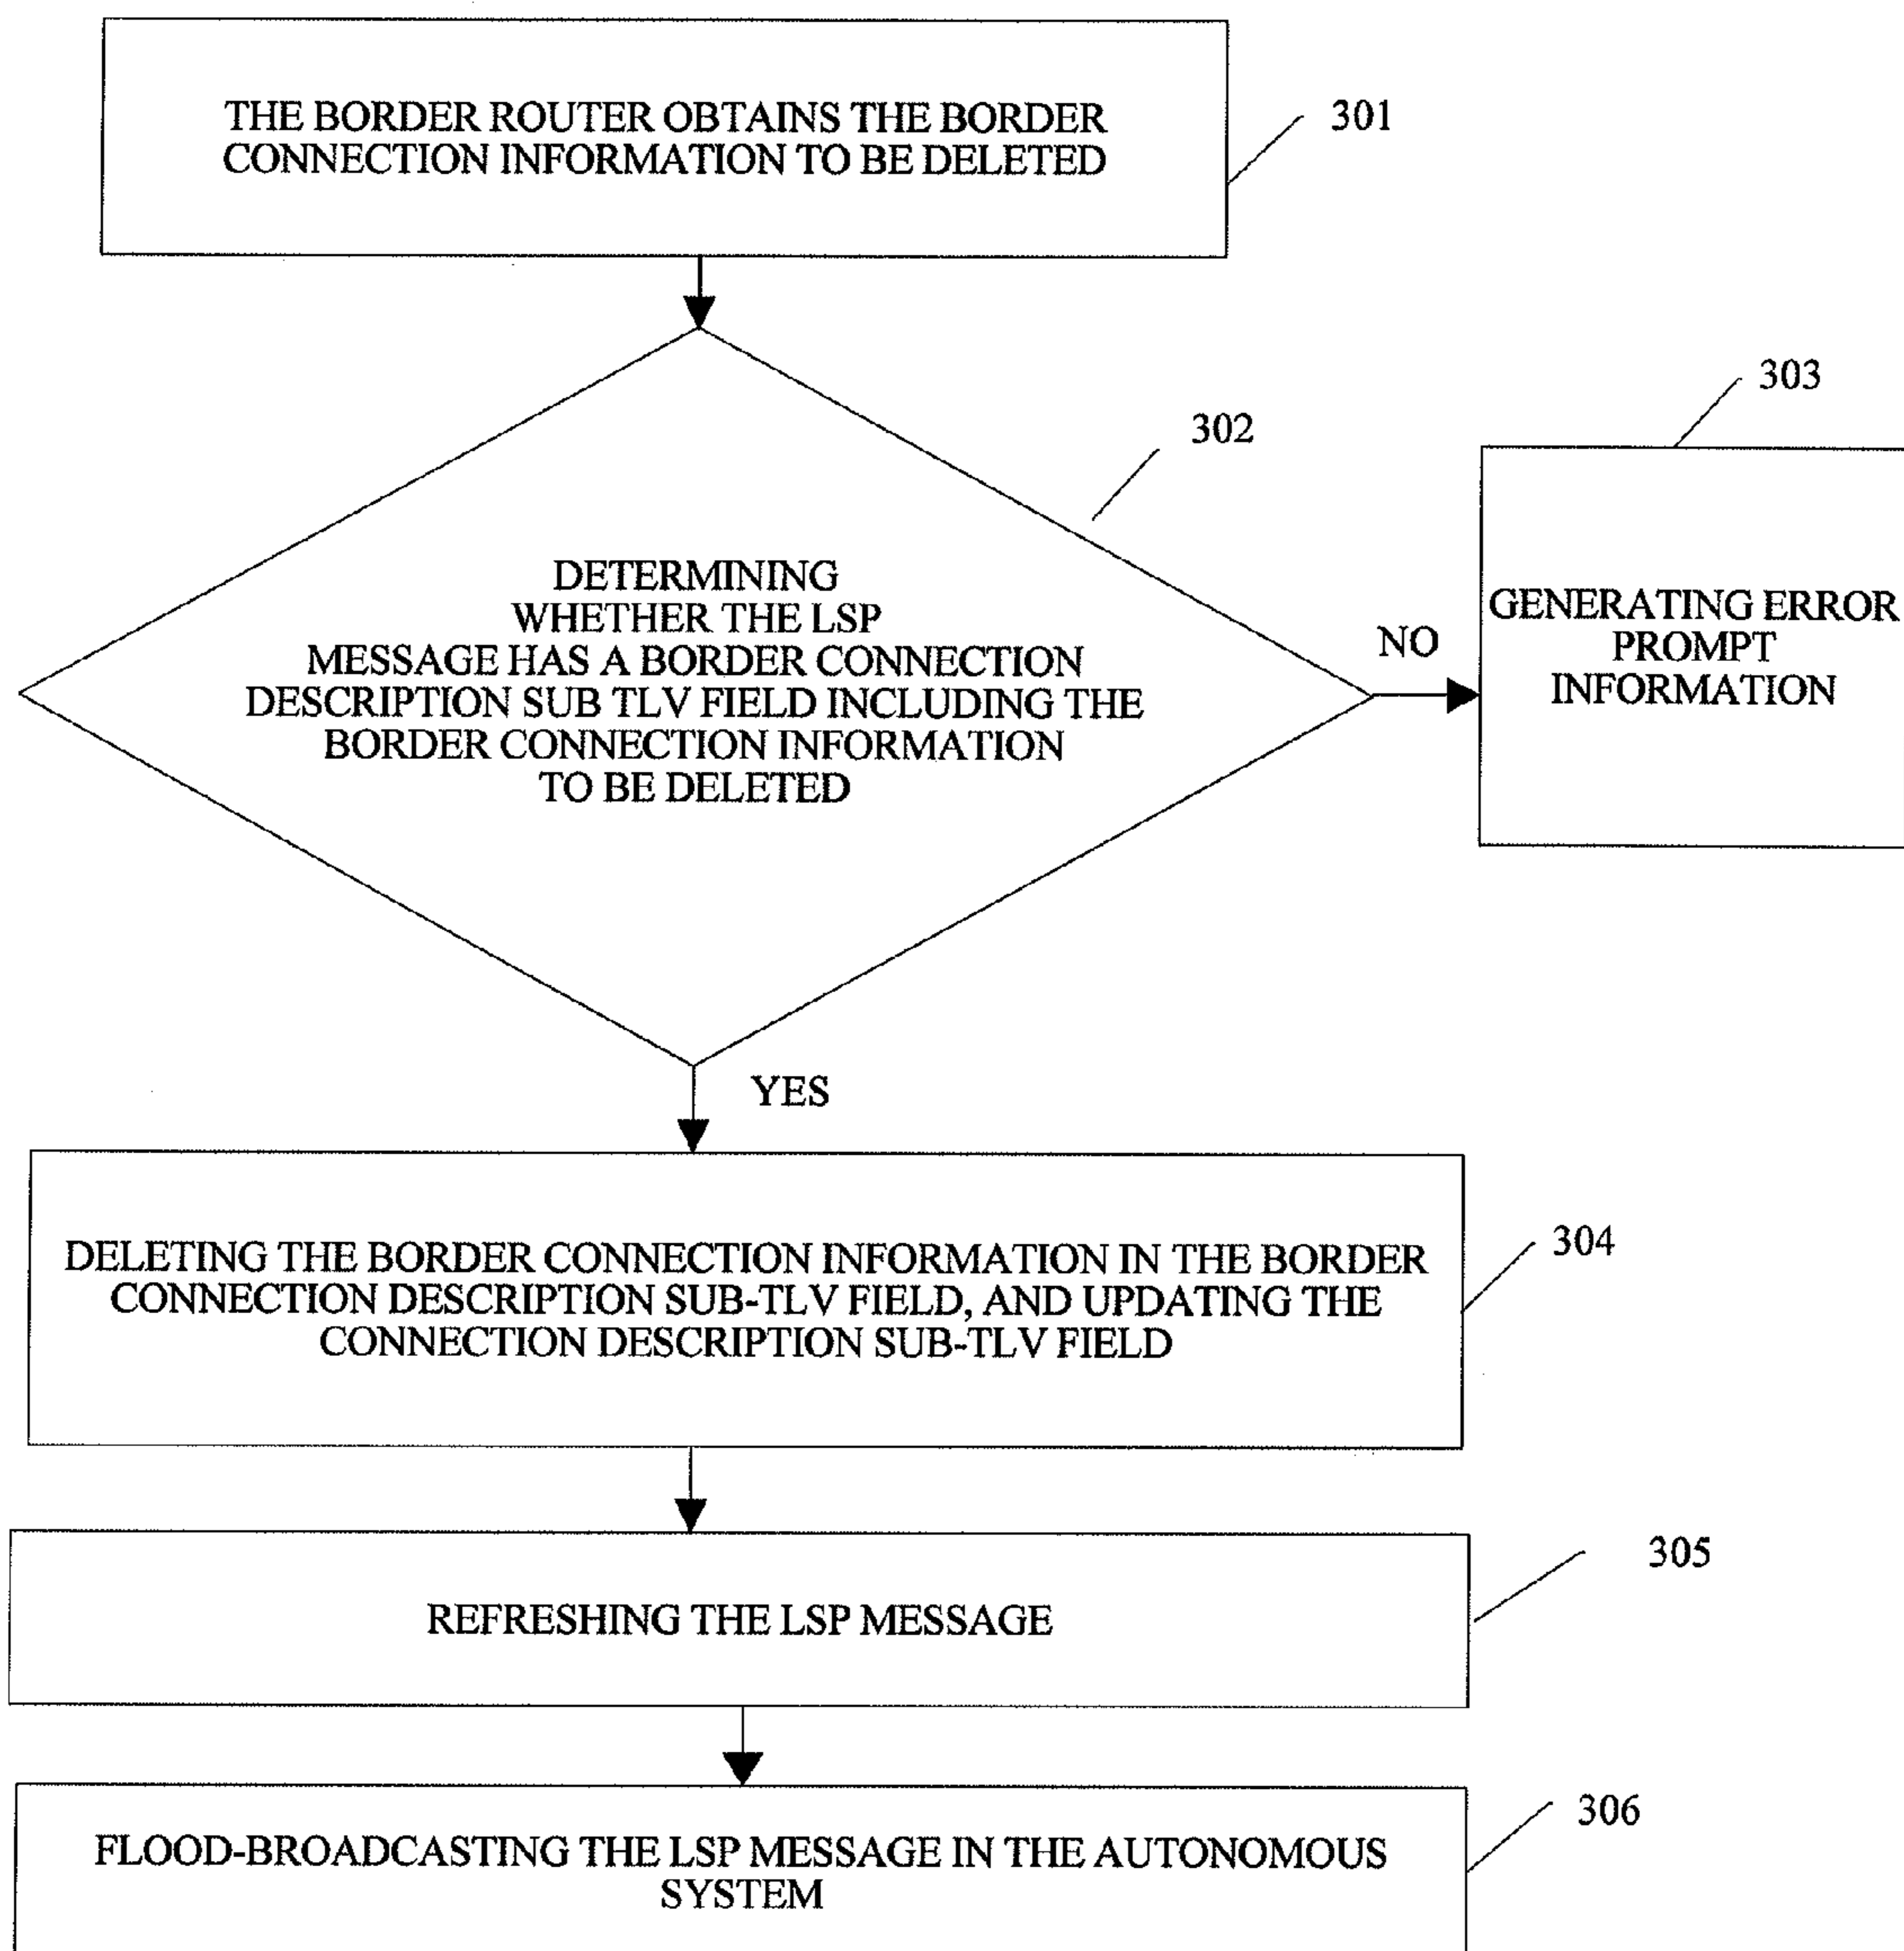 THE BORDER ROUTER OBTAINS THE BORDER
CONNECTION INFORMATION TO BE DELETED
301
302
303
DETERMINING
WHETHER THE LSP
MESSAGE HAS A BORDER CONNECTION
DESCRIPTION SUB TLV FIELD INCLUDING THE
BORDER CONNECTION INFORMATION
TO BE DELETED
NO
GENERATING ERROR
PROMPT
INFORMATION
YES
DELETING THE BORDER CONNECTION INFORMATION IN THE BORDER
CONNECTION DESCRIPTION SUB-TLV FIELD, AND UPDATING THE
CONNECTION DESCRIPTION SUB-TLV FIELD
304
REFRESHING THE LSP MESSAGE
305
FLOOD-BROADCASTING THE LSP MESSAGE IN THE AUTONOMOUS
SYSTEM
306